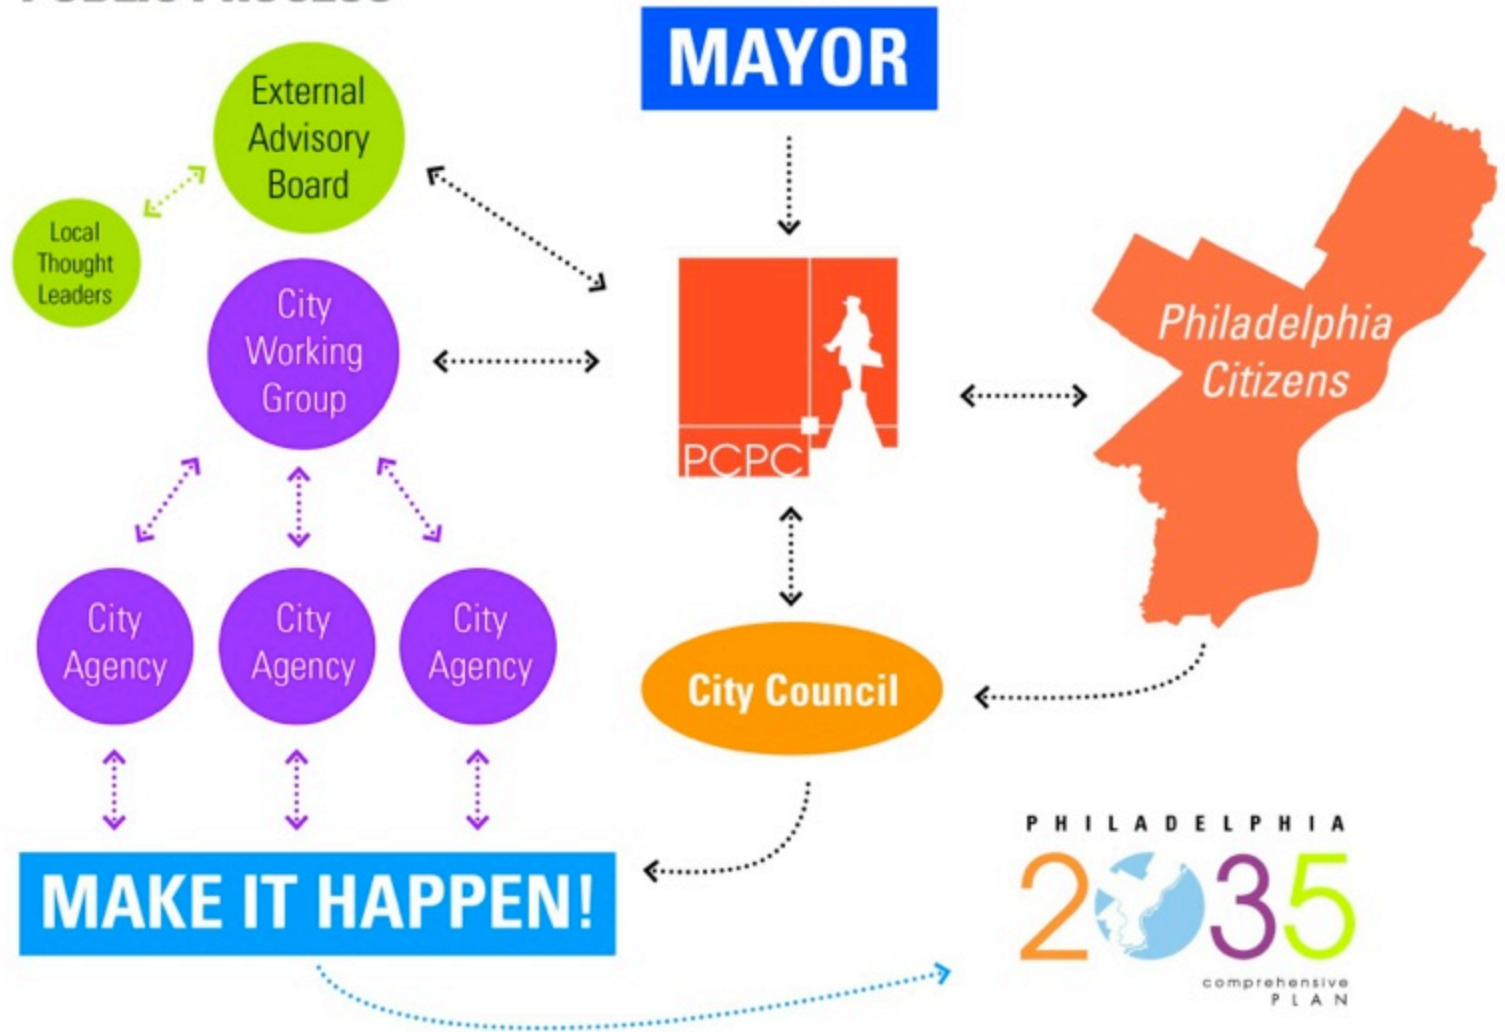 MAYOR
External
Advisory
Board
Local
Thought
Leaders
City
Working
Group
PCPC
Philadelphia
Citizens
City
Agency
City
Agency
City
Agency
City Council
MAKE IT HAPPEN!
PHILADELPHIA
2035
comprehensive
PLAN